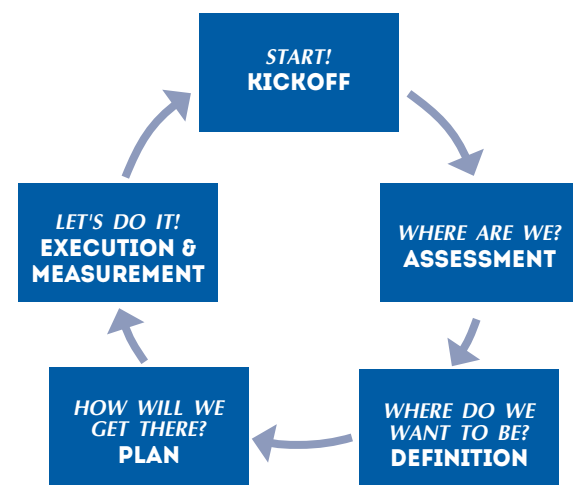 START!
KICKOFF
WHERE ARE WE?
ASSESSMENT
WHERE DO WE
WANT TO BE?
DEFINITION
HOW WILL WE
GET THERE?
PLAN
LET'S DO IT!
EXECUTION &
MEASUREMENT